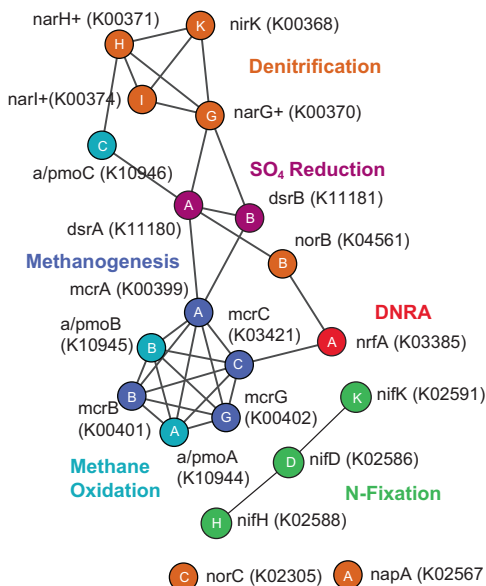 narH+ (K00371)
nirK (K00368)
H
K
Denitrification
narI+(K00374)
I
G
narG+ (K00370)
C
a/pmoC (K10946)
SO4 Reduction
dsrB (K11181)
A
B
dsrA (K11180)
norB (K04561)
Methanogenesis
B
mcrA (K00399)
A
mcrC
(K03421)
DNRA
a/pmoB
(K10945)
B
A
nrfA (K03385)
C
nifK (K02591)
K
mcrB
(K00401)
B
G
mcrG
(K00402)
A
a/pmoA
(K10944)
Methane
Oxidation
D
nifD (K02586)
N-Fixation
H
nifH (K02588)
C
norC (K02305)
A
napA (K02567